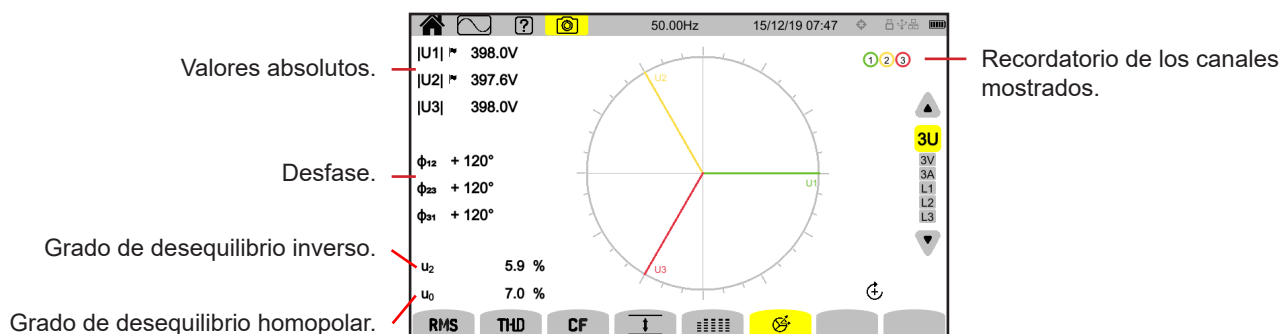 ? 50.00Hz 15/12/19 07:47
|U1| 398.0V
|U2| 397.6V
|U3| 398.0V
Valores absolutos.
1 2 3
Recordatorio de los canales
mostrados.
U2
U1
U3
3U
3V
3A
L1
L2
L3
ϕ12 + 120°
ϕ23 + 120°
ϕ31 + 120°
Desfase.
Grado de desequilibrio inverso.
u2 5.9 %
u0 7.0 %
Grado de desequilibrio homopolar.
RMS THD CF